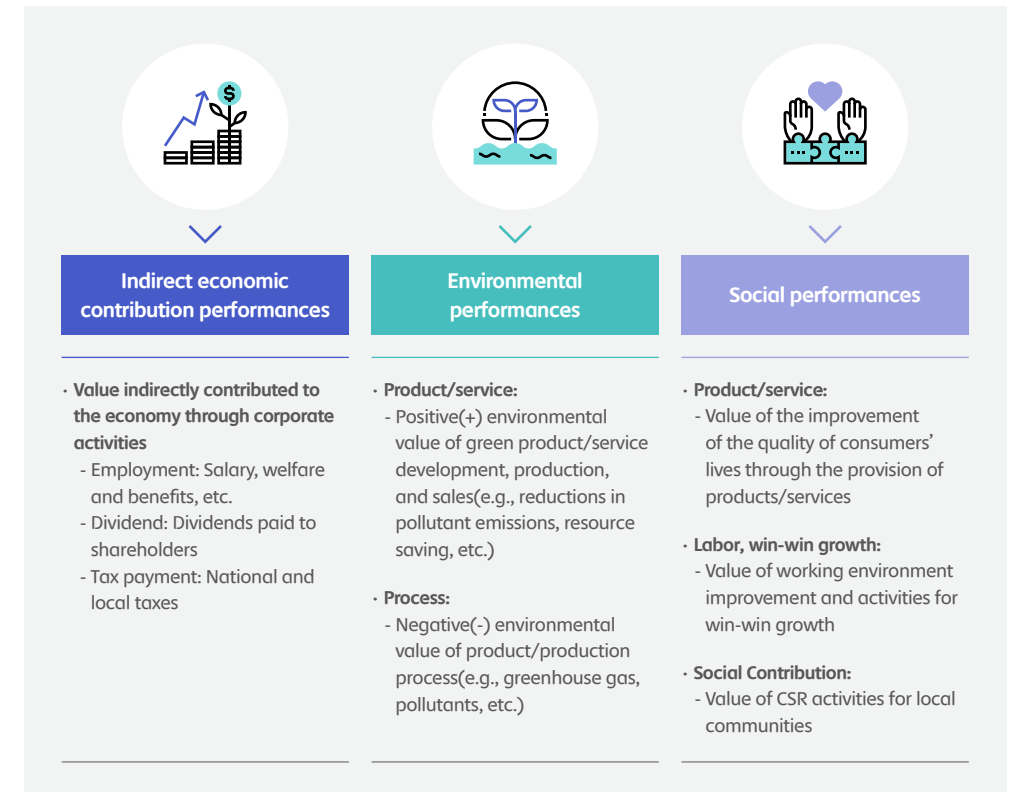 $
Indirect economic
contribution performances
· Value indirectly contributed to
the economy through corporate
activities
- Employment: Salary, welfare
and benefits, etc.
- Dividend: Dividends paid to
shareholders
- Tax payment: National and
local taxes
Environmental
performances
· Product/service:
- Positive(+) environmental
value of green product/service
development, production,
and sales(e.g., reductions in
pollutant emissions, resource
saving, etc.)
· Process:
- Negative(-) environmental
value of product/production
process(e.g., greenhouse gas,
pollutants, etc.)
Social performances
· Product/service:
- Value of the improvement
of the quality of consumers’
lives through the provision of
products/services
· Labor, win-win growth:
- Value of working environment
improvement and activities for
win-win growth
· Social Contribution:
- Value of CSR activities for local
communities